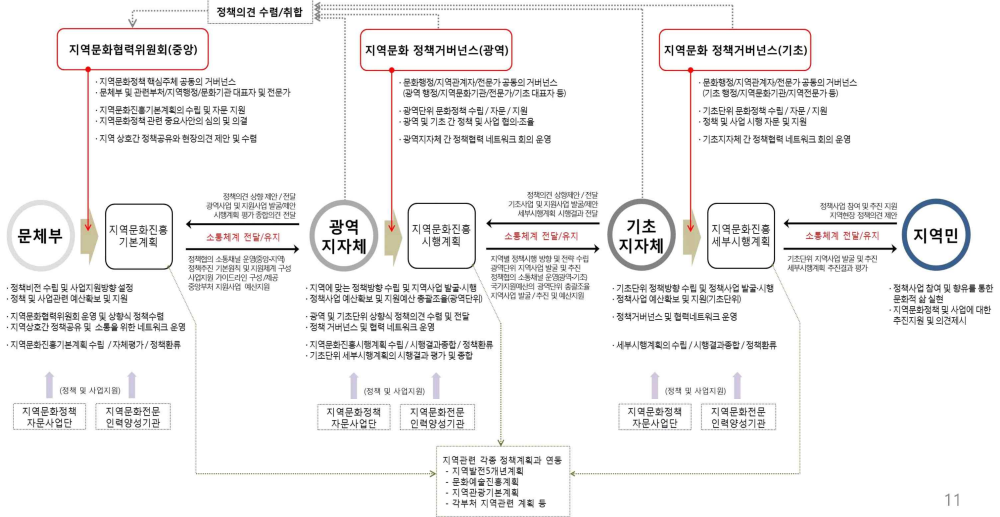 정책의견 수렴/취합
지역문화협력위원회(중앙)
· 지역문화정책 핵심주체 공동의 거버넌스
· 문체부 및 관련부처/지역행정/문화기관 대표자 및 전문가
· 지역문화진흥기본계획의 수립 및 자문 지원
· 지역문화정책 관련 중요사안의 심의 및 의결
· 지역 상호간 정책공유와 현장의견 제안 및 수렴
지역문화 정책거버넌스(광역)
· 문화행정/지역관계자/전문가 공동의 거버넌스
(광역 행정/지역문화기관/전문가/기초 대표자 등)
· 광역단위 문화정책 수립 / 자문 / 지원
· 광역 및 기초 간 정책 및 사업 협의·조율
· 광역지자체 간 정책협력 네트워크 회의 운영
지역문화 정책거버넌스(기초)
· 문화행정/지역관계자/전문가 공동의 거버넌스
(기초 행정/지역문화기관/지역전문가 등)
· 기초단위 문화정책 수립 / 자문 / 지원
· 정책 및 사업 시행 자문 및 지원
· 기초지자체 간 정책협력 네트워크 회의 운영
문체부
지역문화진흥
기본계획
정책의견 상향 제안 / 전달
광역사업 및 지원사업 발굴/제안
시행계획 평가 종합의견 전달
소통체계 전달/유지
정책협의 소통채널 운영(중앙-지역)
정책추진 기본원칙 및 지원체계 구성
사업지원 가이드라인 구성/제공
중앙부처 지원사업 예산지원
광역
지자체
지역문화진흥
시행계획
정책의견 상향제안 / 전달
기초사업 및 지원사업 발굴/제안
세부시행계획 시행결과 전달
소통체계 전달/유지
지역별 정책시행 방향 및 전략 수립
광역단위 지역사업 발굴 및 추진
정책협의 소통채널 운영(광역-기초)
국가지원예산의 광역단위 총괄조율
지역사업 발굴 / 추진 및 예산지원
기초
지자체
지역문화진흥
세부시행계획
정책사업 참여 및 추진 지원
지역현장 정책의견 제안
소통체계 전달/유지
기초단위 지역사업 발굴 및 추진
세부시행계획 추진결과 평가
지역민
· 정책비전 수립 및 사업지원방향 설정
· 정책 및 사업관련 예산확보 및 지원
· 지역문화협력위원회 운영 및 상향식 정책수렴
· 지역상호간 정책공유 및 소통을 위한 네트워크 운영
· 지역문화진흥기본계획 수립 / 자체평가 / 정책환류
· 지역에 맞는 정책방향 수립 및 지역사업 발굴·시행
· 정책사업 예산확보 및 지원예산 총괄조율(광역단위)
· 광역 및 기초단위 상향식 정책의견 수렴 및 전달
· 정책 거버넌스 및 협력 네트워크 운영
· 지역문화진흥시행계획 수립 / 시행결과종합 / 정책환류
· 기초단위 세부시행계획의 시행결과 평가 및 종합
· 기초단위 정책방향 수립 및 정책사업 발굴·시행
· 정책사업 예산확보 및 지원(기초단위)
· 정책거버넌스 및 협력네트워크 운영
· 세부시행계획의 수립 / 시행결과종합 / 정책환류
· 정책사업 참여 및 향유를 통한
문화적 삶 실현
· 지역문화정책 및 사업에 대한
추진지원 및 의견제시
(정책 및 사업지원)
지역문화정책
자문사업단
지역문화전문
인력양성기관
(정책 및 사업지원)
지역문화정책
자문사업단
지역문화전문
인력양성기관
(정책 및 사업지원)
지역문화정책
자문사업단
지역문화전문
인력양성기관
지역관련 각종 정책계획과 연동
- 지역발전5개년계획
- 문화예술진흥계획
- 지역관광기본계획
- 각부처 지역관련 계획 등
11